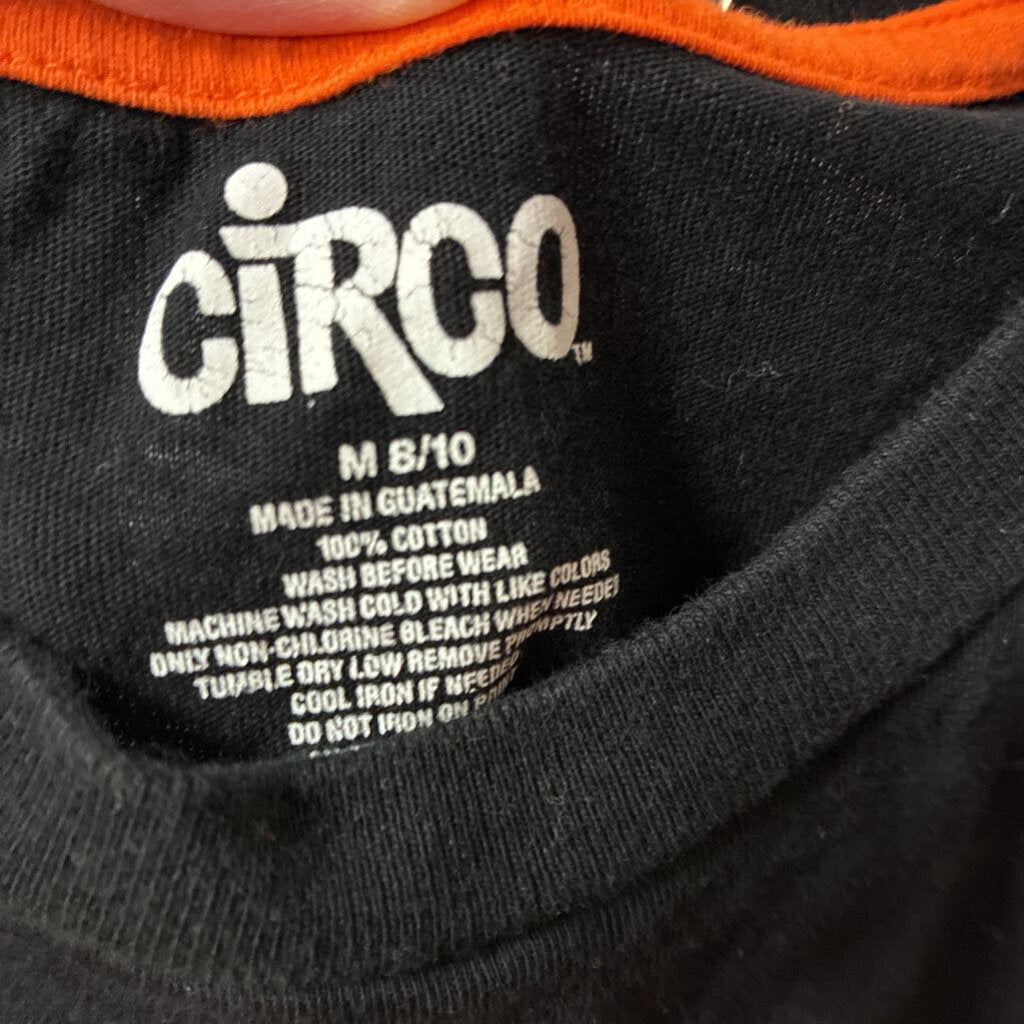 CiRCO
TM
M 8/10
MADE IN GUATEMALA
100% COTTON
WASH BEFORE WEAR
MACHINE WASH COLD WITH LIKE COLORS
ONLY NON-CHLORINE BLEACH WHEN NEEDED
TUMBLE DRY LOW REMOVE PROMPTLY
COOL IRON IF NEEDED
DO NOT IRON ON